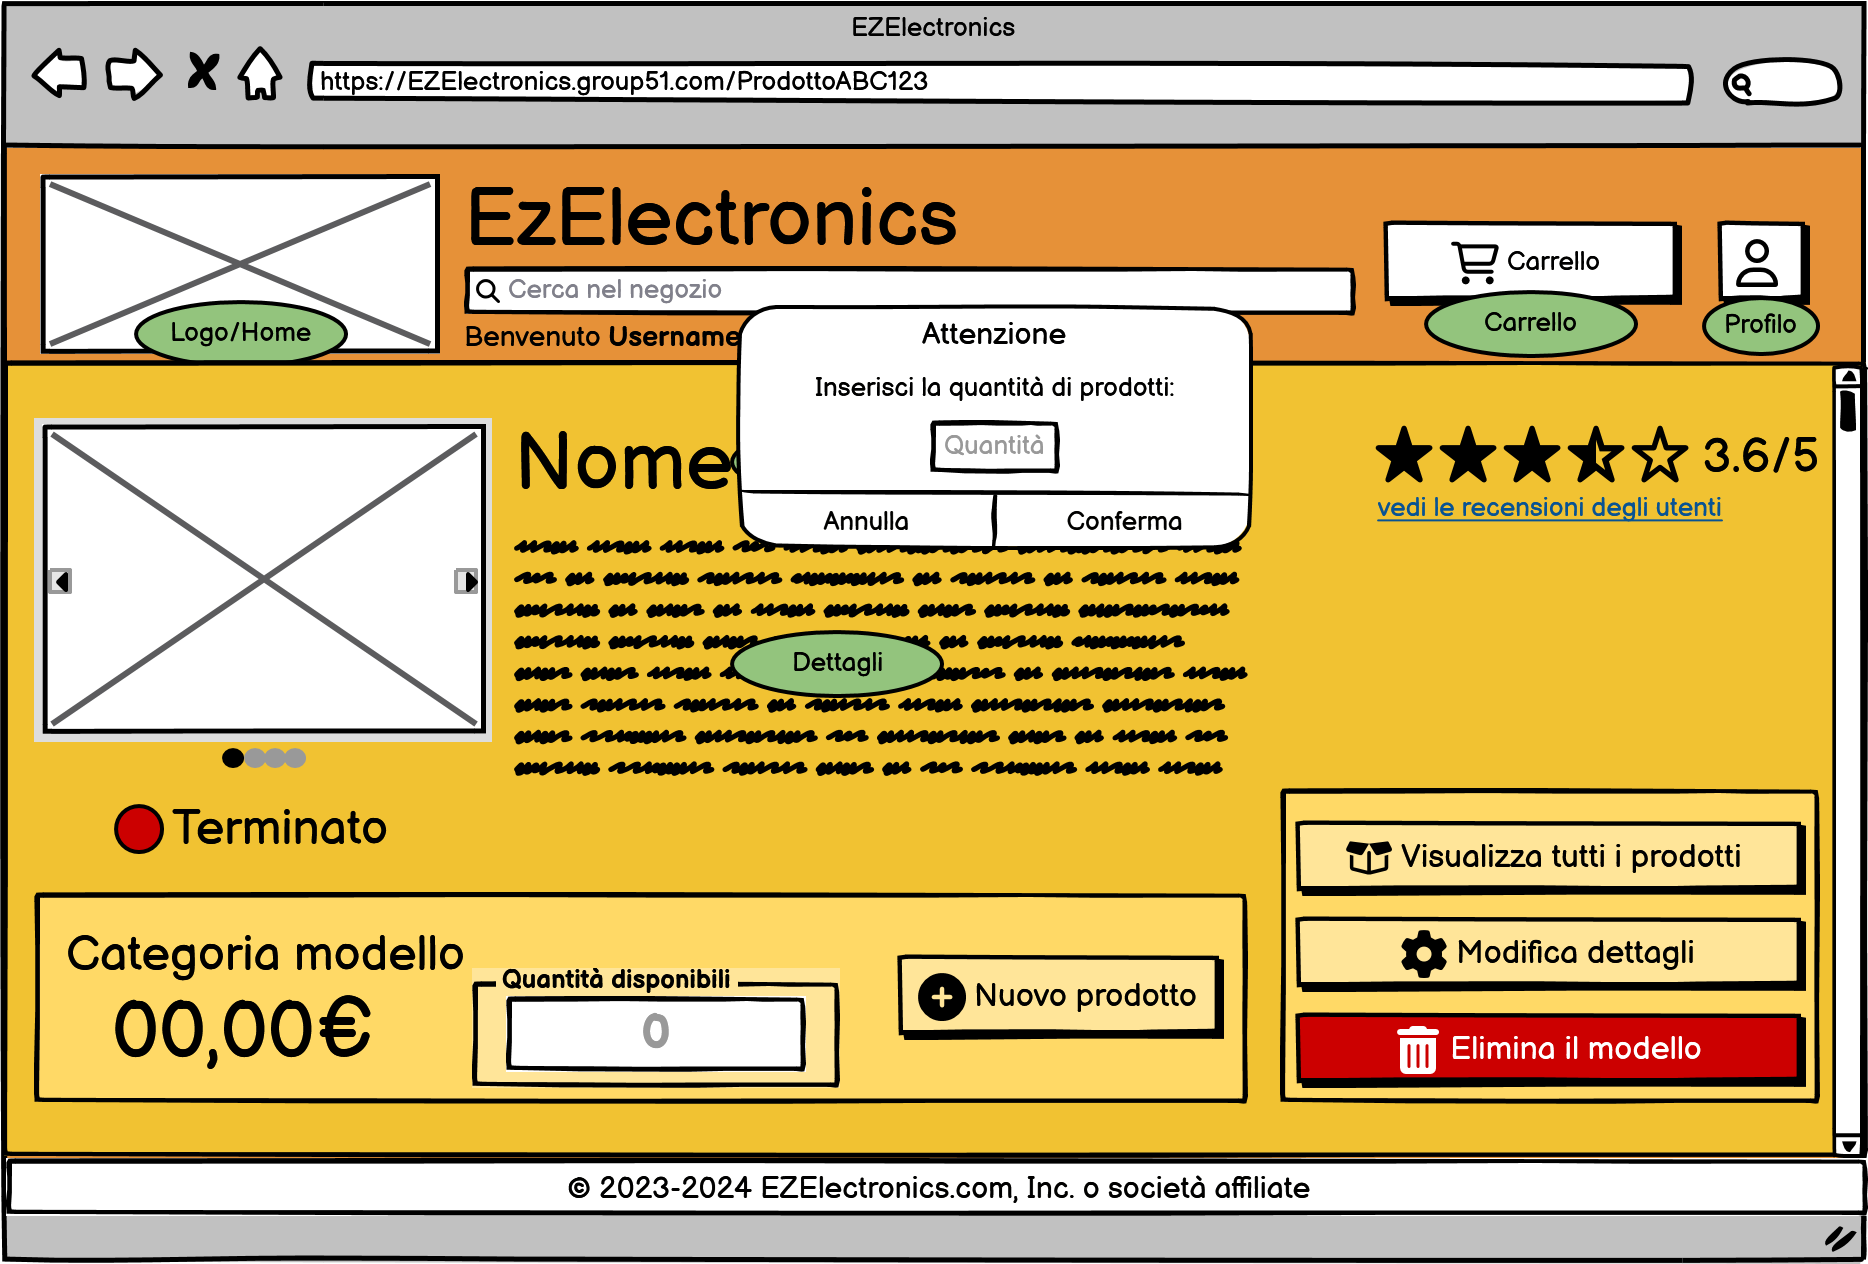 EZElectronics
https://EZElectronics.group51.com/ProdottoABC123
EzElectronics
Cerca nel negozio
Benvenuto Username
Logo/Home
Carrello
Carrello
Profilo
Attenzione
Inserisci la quantità di prodotti:
Quantità
Annulla
Conferma
Nome
3.6/5
vedi le recensioni degli utenti
Dettagli
Terminato
Categoria modello
00,00€
Quantità disponibili
0
Nuovo prodotto
Visualizza tutti i prodotti
Modifica dettagli
Elimina il modello
© 2023-2024 EZElectronics.com, Inc. o società affiliate